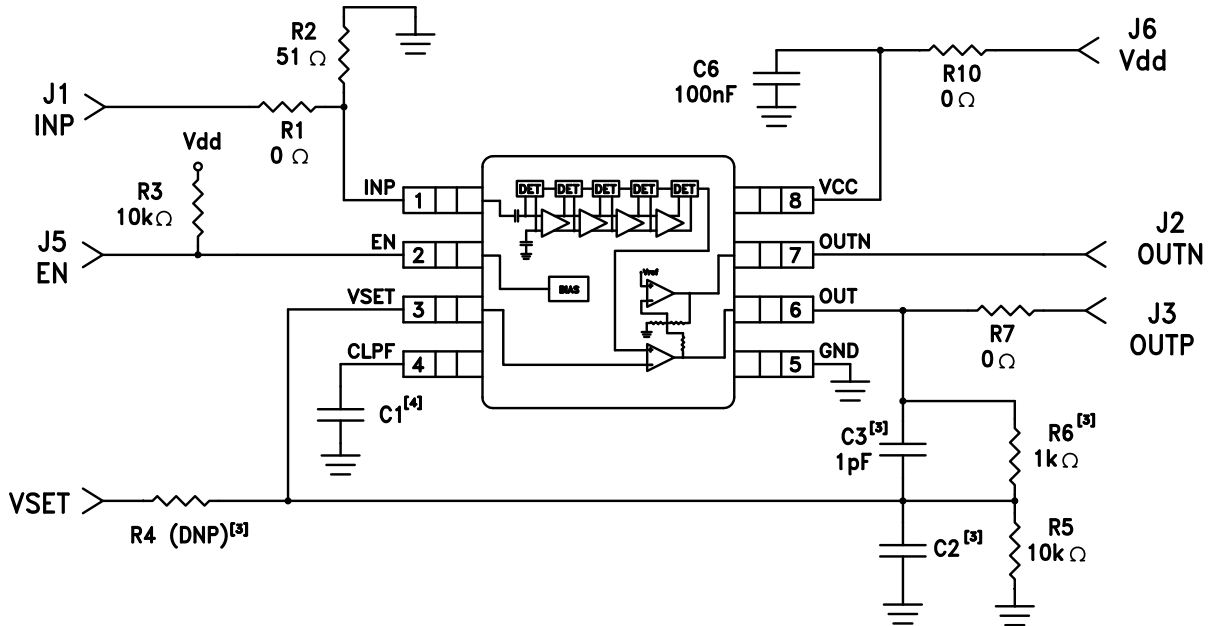 R2
51 Ω
J1
INP
R1
0 Ω
Vdd
R3
10kΩ
J5
EN
C6
100nF
R10
0 Ω
J6
Vdd
INP
1
EN
2
VSET
3
CLPF
4
DET DET DET DET DET
BIAS
Vref
8
VCC
7
OUTN
6
OUT
5
GND
J2
OUTN
J3
OUTP
R7
0 Ω
C1[4]
C3[3]
1pF
R6[3]
1kΩ
VSET
R4 (DNP)[3]
C2[3]
R5
10kΩ